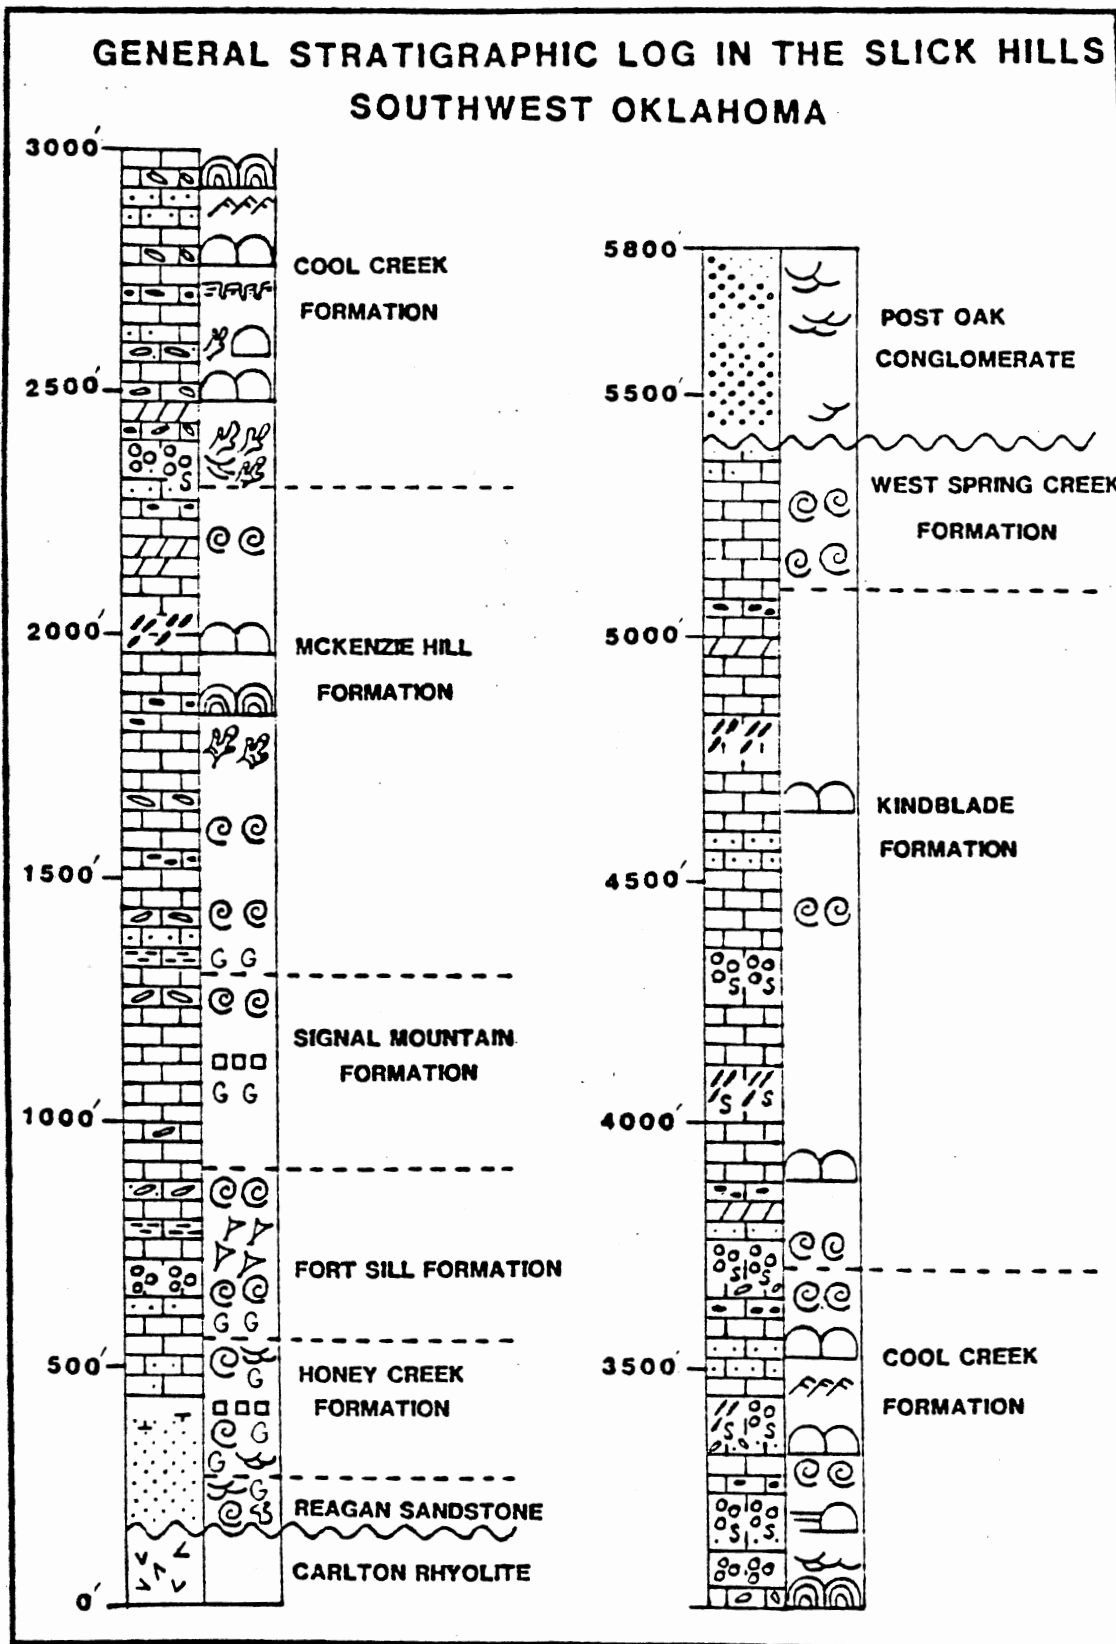 GENERAL STRATIGRAPHIC LOG IN THE SLICK HILLS
SOUTHWEST OKLAHOMA
3000'
COOL CREEK
FORMATION
2500'
2000'
MCKENZIE HILL
FORMATION
1500'
G G
SIGNAL MOUNTAIN
FORMATION
G G
1000'
FORT SILL FORMATION
G G
500'
HONEY CREEK
G
FORMATION
G
G
G
REAGAN SANDSTONE
CARLTON RHYOLITE
0'
5800'
POST OAK
CONGLOMERATE
5500'
WEST SPRING CREEK
FORMATION
5000'
KINDBLADE
FORMATION
4500'
S S
S S
4000'
S S
3500'
COOL CREEK
FORMATION
S S
S S